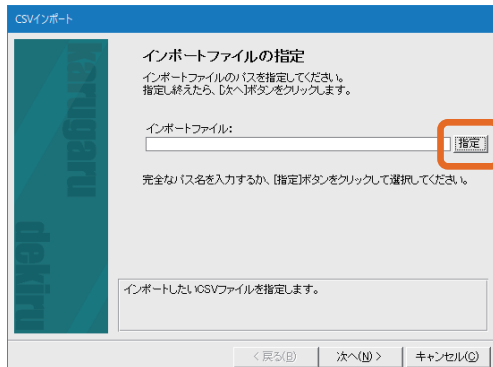 CSVインポート
karugaru
dekiru
インポートファイルの指定
インポートファイルのパスを指定してください。
指定し終えたら、[次へ]ボタンをクリックします。
インポートファイル:
指定
完全なパス名を入力するか、[指定]ボタンをクリックして選択してください。
インポートしたいCSVファイルを指定します。
< 戻る(B)
次へ(N) >
キャンセル(C)